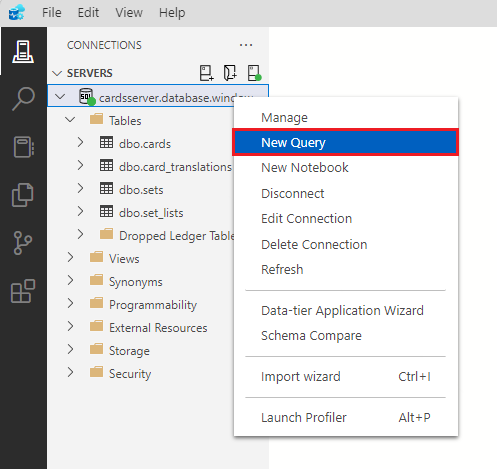 File Edit View Help
CONNECTIONS
SERVERS
SQL cardsserver.database.window
Tables
dbo.cards
dbo.card_translations
dbo.sets
dbo.set_lists
Dropped Ledger Table
Views
Synonyms
Programmability
External Resources
Storage
Security
Manage
New Query
New Notebook
Disconnect
Edit Connection
Delete Connection
Refresh
Data-tier Application Wizard
Schema Compare
Import wizard Ctrl+I
Launch Profiler Alt+P